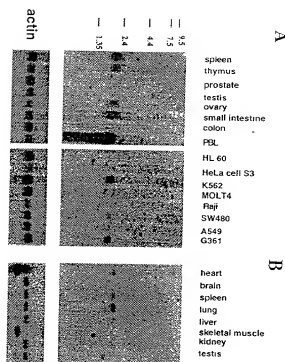 A
9.5
7.5
4.4
2.4
1.35
actin
spleen
thymus
prostate
testis
ovary
small intestine
colon
PBL
HL 60
HeLa cell S3
K562
MOLT4
Raji
SW480
A549
G361
B
heart
brain
spleen
lung
liver
skeletal muscle
kidney
testis